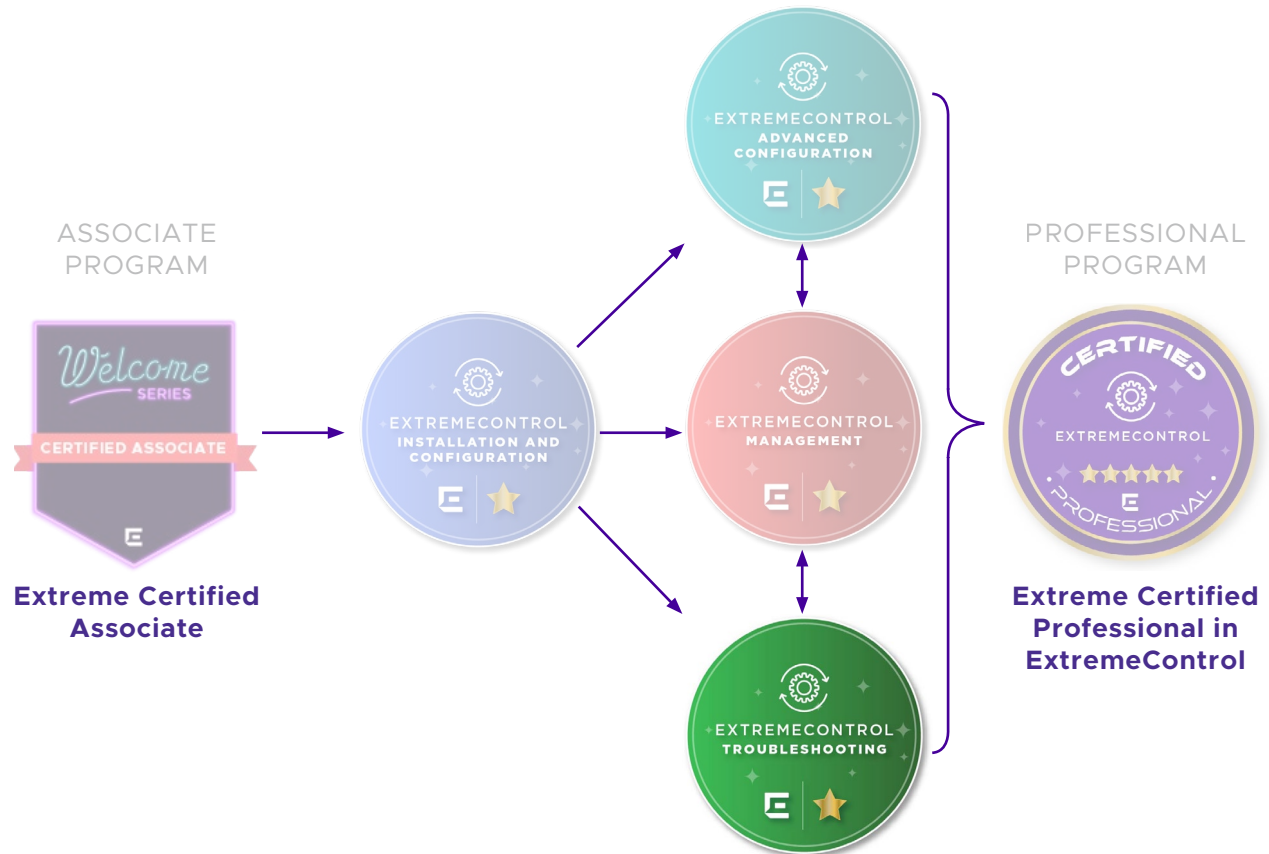 ASSOCIATE
PROGRAM
Welcome
SERIES
CERTIFIED ASSOCIATE
Extreme Certified
Associate
EXTREMECONTROL
INSTALLATION AND
CONFIGURATION
EXTREMECONTROL
ADVANCED
CONFIGURATION
EXTREMECONTROL
MANAGEMENT
EXTREMECONTROL
TROUBLESHOOTING
PROFESSIONAL
PROGRAM
CERTIFIED
EXTREMECONTROL
PROFESSIONAL
Extreme Certified
Professional in
ExtremeControl